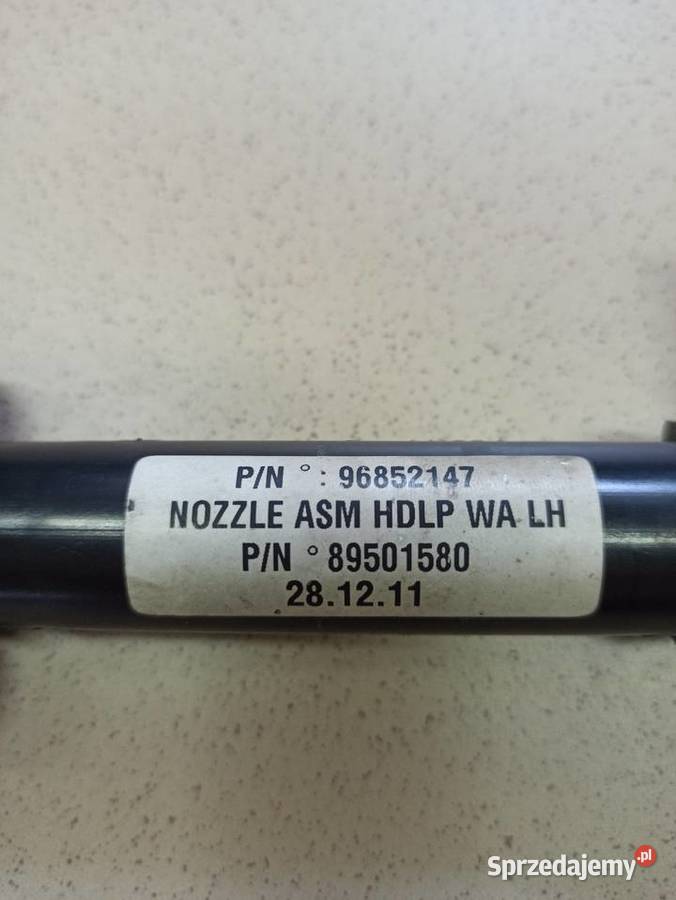 P/N ° : 96852147
NOZZLE ASM HDLP WA LH
P/N ° 89501580
28.12.11
Sprzedajemy.pl